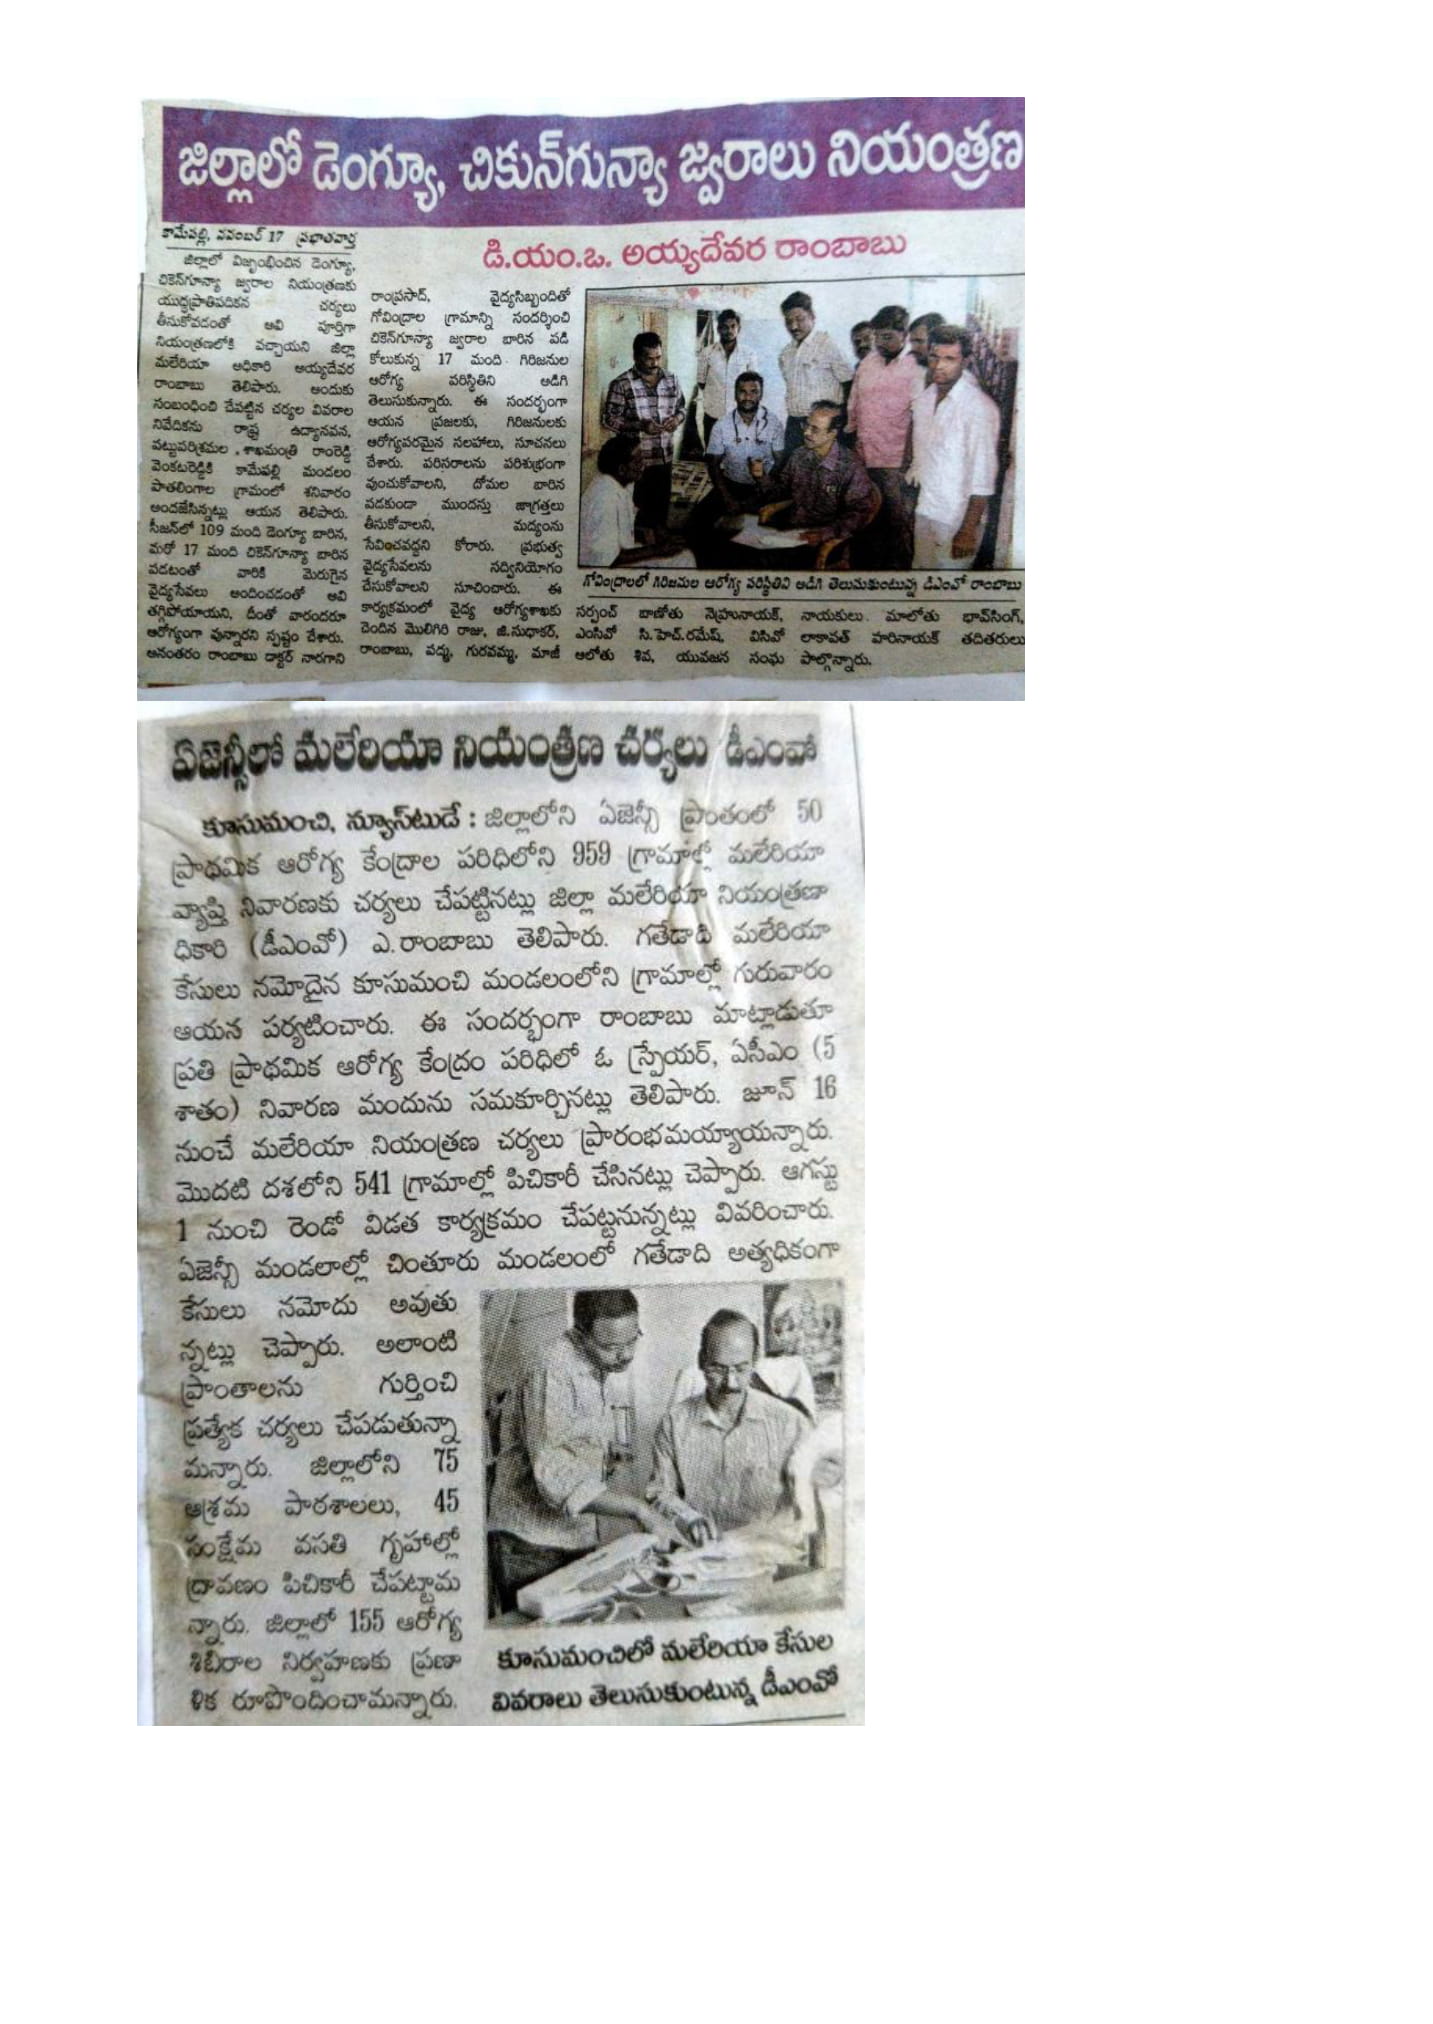 జిల్లాలో డెంగ్యూ, చికున్‌గున్యా జ్వరాలు నియంత్రణ
డి.యం.ఒ. అయ్యదేవర రాంబాబు
కామేపల్లి, నవంబర్ 17 ప్రభాతవార్త
జిల్లాలో విజృంభించిన డెంగ్యూ,
చికెన్‌గూన్యా జ్వరాల నియంత్రణకు
యుద్ధప్రాతిపదికన చర్యలు
తీసుకోవడంతో అవి పూర్తిగా
నియంత్రణలోకి వచ్చాయని జిల్లా
మలేరియా అధికారి అయ్యదేవర
రాంబాబు తెలిపారు. అందుకు
సంబంధించి చేపట్టిన చర్యల వివరాల
నివేదికను రాష్ట్ర ఉద్యానవన,
పట్టుపరిశ్రమల శాఖమంత్రి రాంరెడ్డి
వెంకటరెడ్డికి కామేపల్లి మండలం
పాతలింగాల గ్రామంలో శనివారం
అందజేసిన్నట్లు ఆయన తెలిపారు.
సీజన్‌లో 109 మంది డెంగ్యూ బారిన,
మరో 17 మంది చికెన్‌గూన్యా బారిన
పడటంతో వారికి మెరుగైన
వైద్యసేవలు అందించడంతో అవి
తగ్గిపోయాయని, దీంతో వారందరూ
ఆరోగ్యంగా వున్నారని స్పష్టం చేశారు.
అనంతరం రాంబాబు డాక్టర్ నారగాని
రాంప్రసాద్, వైద్యసిబ్బందితో
గోవింద్రాల గ్రామాన్ని సందర్శించి
చికెన్‌గూన్యా జ్వరాల బారిన పడి
కోలుకున్న 17 మంది గిరిజనుల
ఆరోగ్య పరిస్థితిని అడిగి
తెలుసుకున్నారు. ఈ సందర్భంగా
ఆయన ప్రజలకు, గిరిజనులకు
ఆరోగ్యపరమైన సలహాలు, సూచనలు
చేశారు. పరిసరాలను పరిశుభ్రంగా
వుంచుకోవాలని, దోమల బారిన
పడకుండా ముందస్తు జాగ్రత్తలు
తీసుకోవాలని, మద్యంను
సేవించవద్దని కోరారు. ప్రభుత్వ
వైద్యసేవలను సద్వినియోగం
చేసుకోవాలని సూచించారు. ఈ
కార్యక్రమంలో వైద్య ఆరోగ్యశాఖకు
చెందిన మొలిగిరి రాజు, జి.సుధాకర్,
రాంబాబు, పద్మ, గురవమ్మ, మాజీ
గోవింద్రాలలో గిరిజనుల ఆరోగ్య పరిస్థితిని అడిగి తెలుసుకుంటున్న డీఎంవో రాంబాబు
సర్పంచ్ బాణోతు నెహ్రునాయక్, నాయకులు మాలోతు భావ్‌సింగ్,
ఎంసివో సి.హెచ్.రమేష్, విసివో లాకావత్ హరినాయక్ తదితరులు
ఆలోతు శివ, యువజన సంఘ పాల్గొన్నారు.
ఏజెన్సీలో మలేరియా నియంత్రణ చర్యలు డీఎంవో
కూసుమంచి, న్యూస్‌టుడే : జిల్లాలోని ఏజెన్సీ ప్రాంతంలో 50
ప్రాథమిక ఆరోగ్య కేంద్రాల పరిధిలోని 959 గ్రామాల్లో మలేరియా
వ్యాప్తి నివారణకు చర్యలు చేపట్టినట్లు జిల్లా మలేరియా నియంత్రణా
ధికారి (డీఎంవో) ఎ.రాంబాబు తెలిపారు. గతేడాది మలేరియా
కేసులు నమోదైన కూసుమంచి మండలంలోని గ్రామాల్లో గురువారం
ఆయన పర్యటించారు. ఈ సందర్భంగా రాంబాబు మాట్లాడుతూ
ప్రతి ప్రాథమిక ఆరోగ్య కేంద్రం పరిధిలో ఓ స్ప్రేయర్, ఏసీఎం (5
శాతం) నివారణ మందును సమకూర్చినట్లు తెలిపారు. జూన్ 16
నుంచే మలేరియా నియంత్రణ చర్యలు ప్రారంభమయ్యాయన్నారు.
మొదటి దశలోని 541 గ్రామాల్లో పిచికారీ చేసినట్లు చెప్పారు. ఆగస్టు
1 నుంచి రెండో విడత కార్యక్రమం చేపట్టనున్నట్లు వివరించారు.
ఏజెన్సీ మండలాల్లో చింతూరు మండలంలో గతేడాది అత్యధికంగా
కేసులు నమోదు అవుతు
న్నట్లు చెప్పారు. అలాంటి
ప్రాంతాలను గుర్తించి
ప్రత్యేక చర్యలు చేపడుతున్నా
మన్నారు. జిల్లాలోని 75
ఆశ్రమ పాఠశాలలు, 45
సంక్షేమ వసతి గృహాల్లో
ద్రావణం పిచికారీ చేపట్టామ
న్నారు. జిల్లాలో 155 ఆరోగ్య
శిబిరాల నిర్వహణకు ప్రణా
ళిక రూపొందించామన్నారు.
కూసుమంచిలో మలేరియా కేసుల
వివరాలు తెలుసుకుంటున్న డీఎంవో